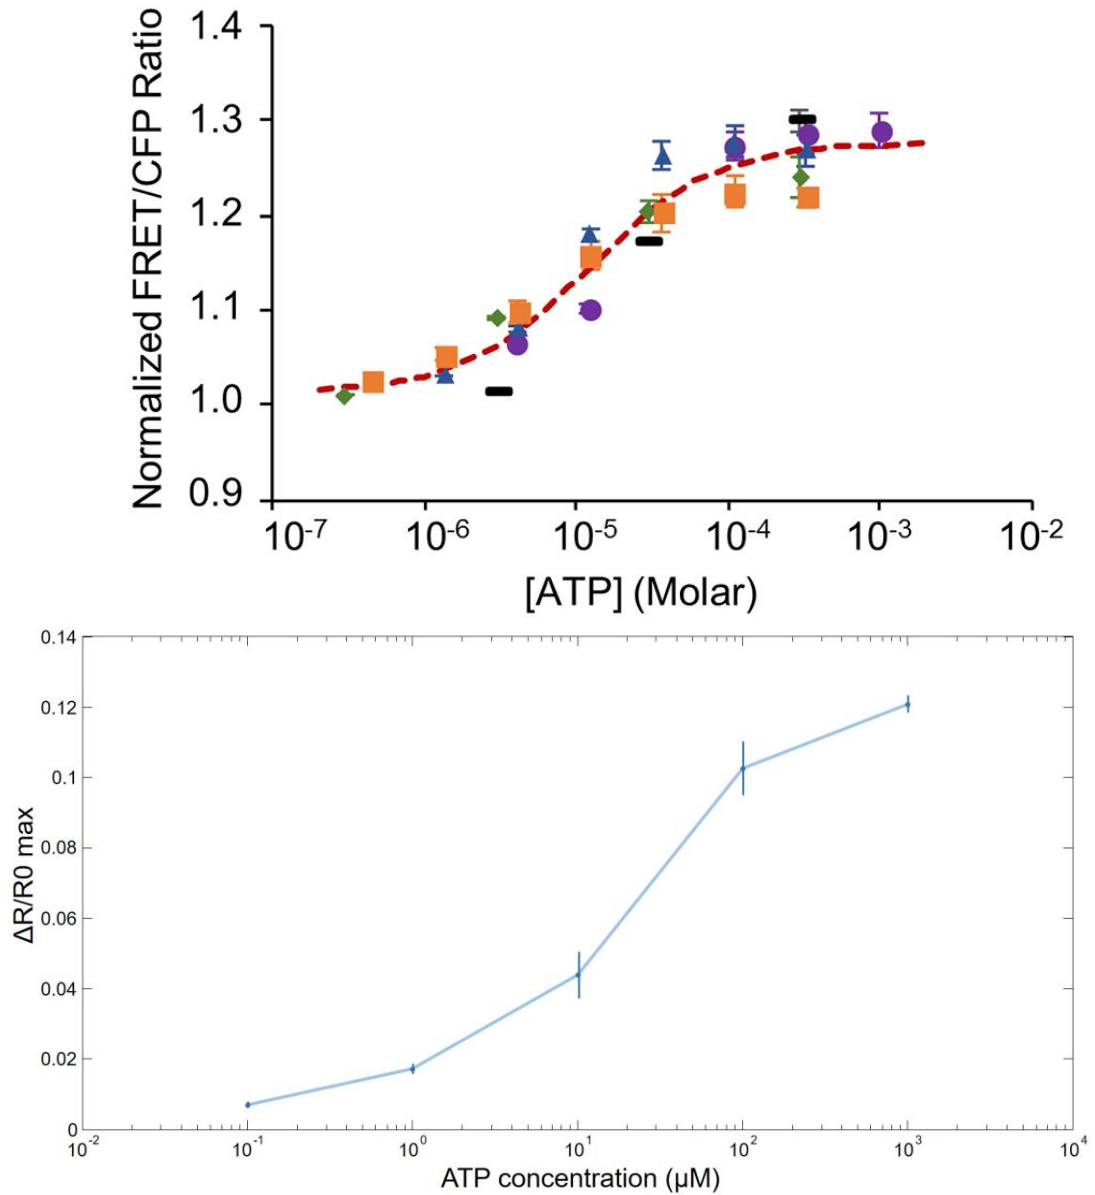 Normalized FRET/CFP Ratio
1.4
1.3
1.2
1.1
1.0
0.9
10-7 10-6 10-5 10-4 10-3 10-2
[ATP] (Molar)
ΔR/R0 max
0.14
0.12
0.1
0.08
0.06
0.04
0.02
0
10-2 10-1 100 101 102 103 104
ATP concentration (μM)